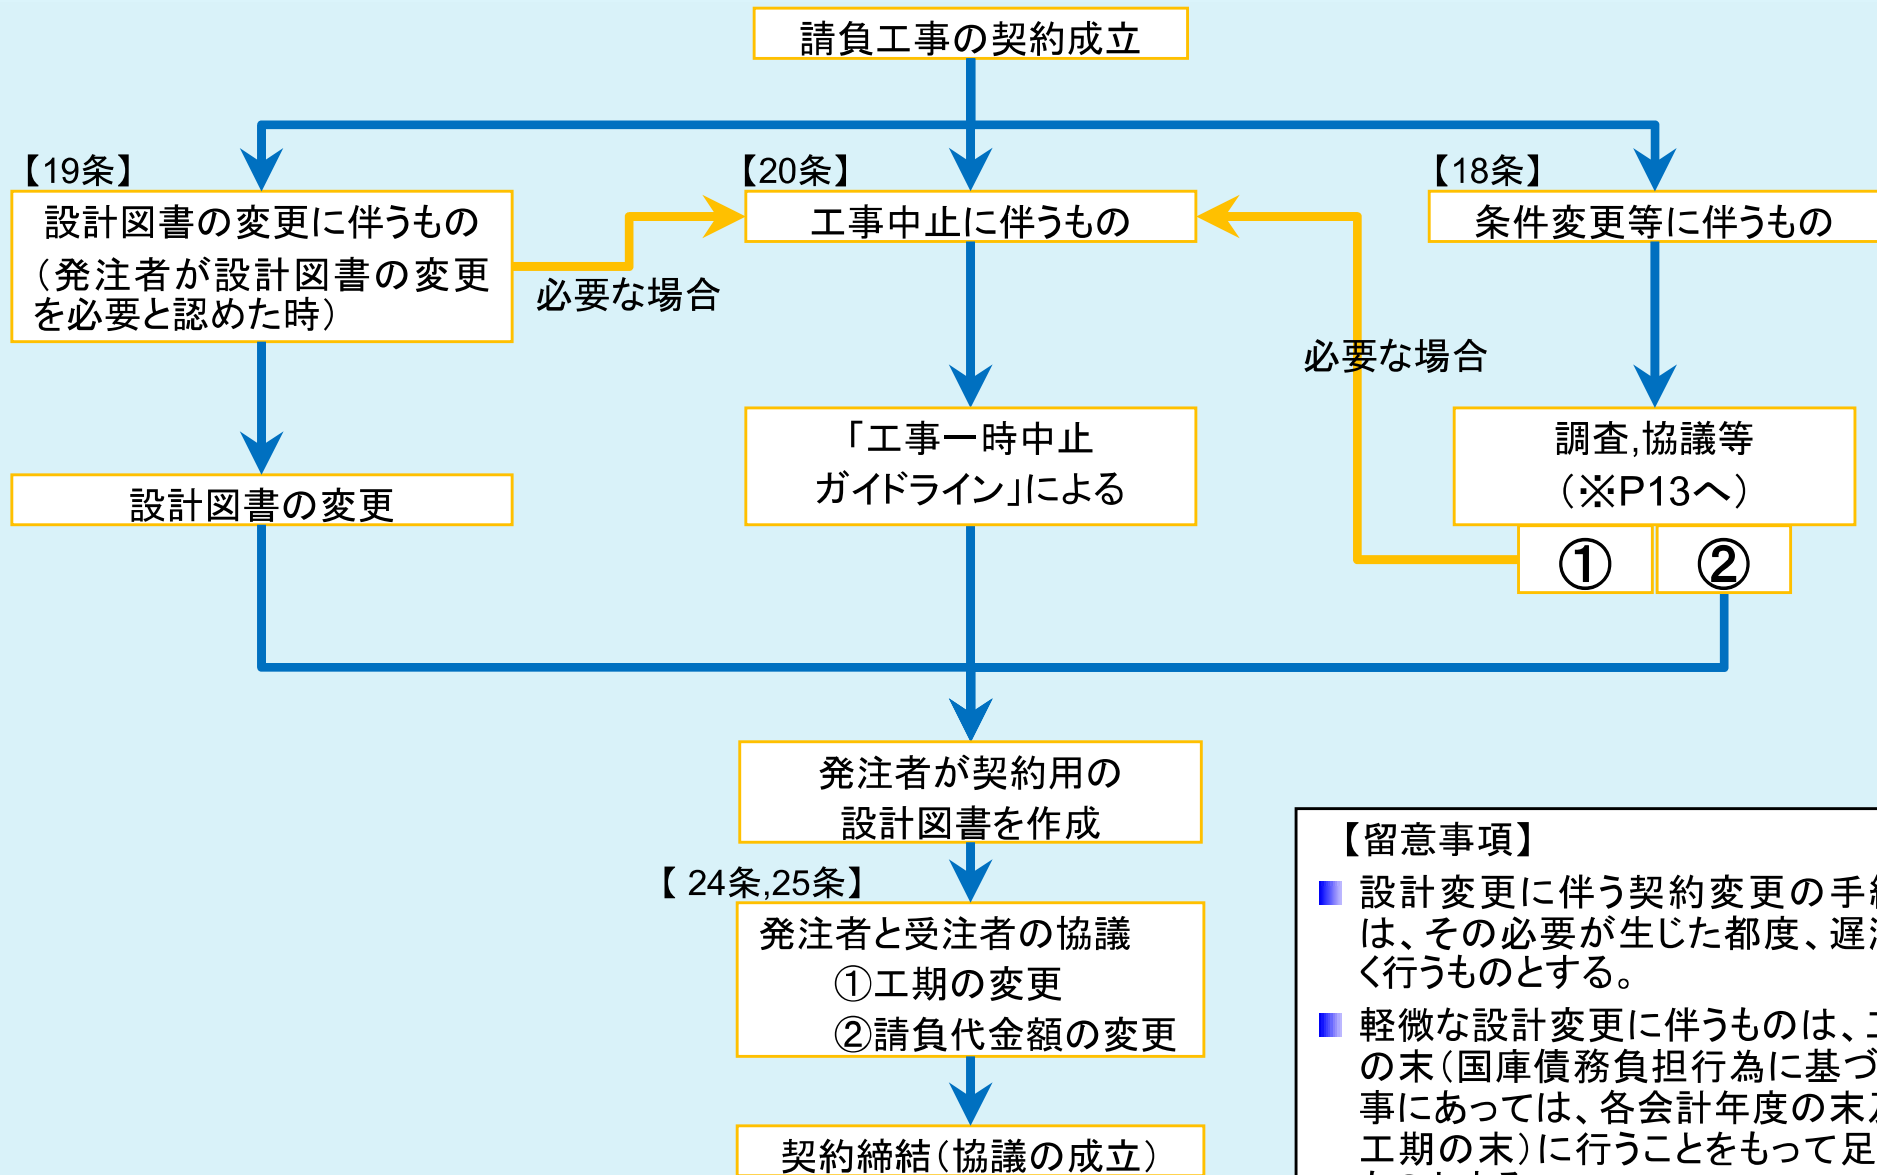 請負工事の契約成立
【19条】
設計図書の変更に伴うもの
（発注者が設計図書の変更
を必要と認めた時）
必要な場合
設計図書の変更
【20条】
工事中止に伴うもの
「工事一時中止
ガイドライン」による
【18条】
条件変更等に伴うもの
必要な場合
調査,協議等
（※P13へ）
① ②
発注者が契約用の
設計図書を作成
【 24条,25条】
発注者と受注者の協議
①工期の変更
②請負代金額の変更
契約締結（協議の成立）
【留意事項】
■ 設計変更に伴う契約変更の手
は、その必要が生じた都度、遅
く行うものとする。
■ 軽微な設計変更に伴うものは、
の末（国庫債務負担行為に基づ
事にあっては、各会計年度の末
工期の末）に行うことをもって足